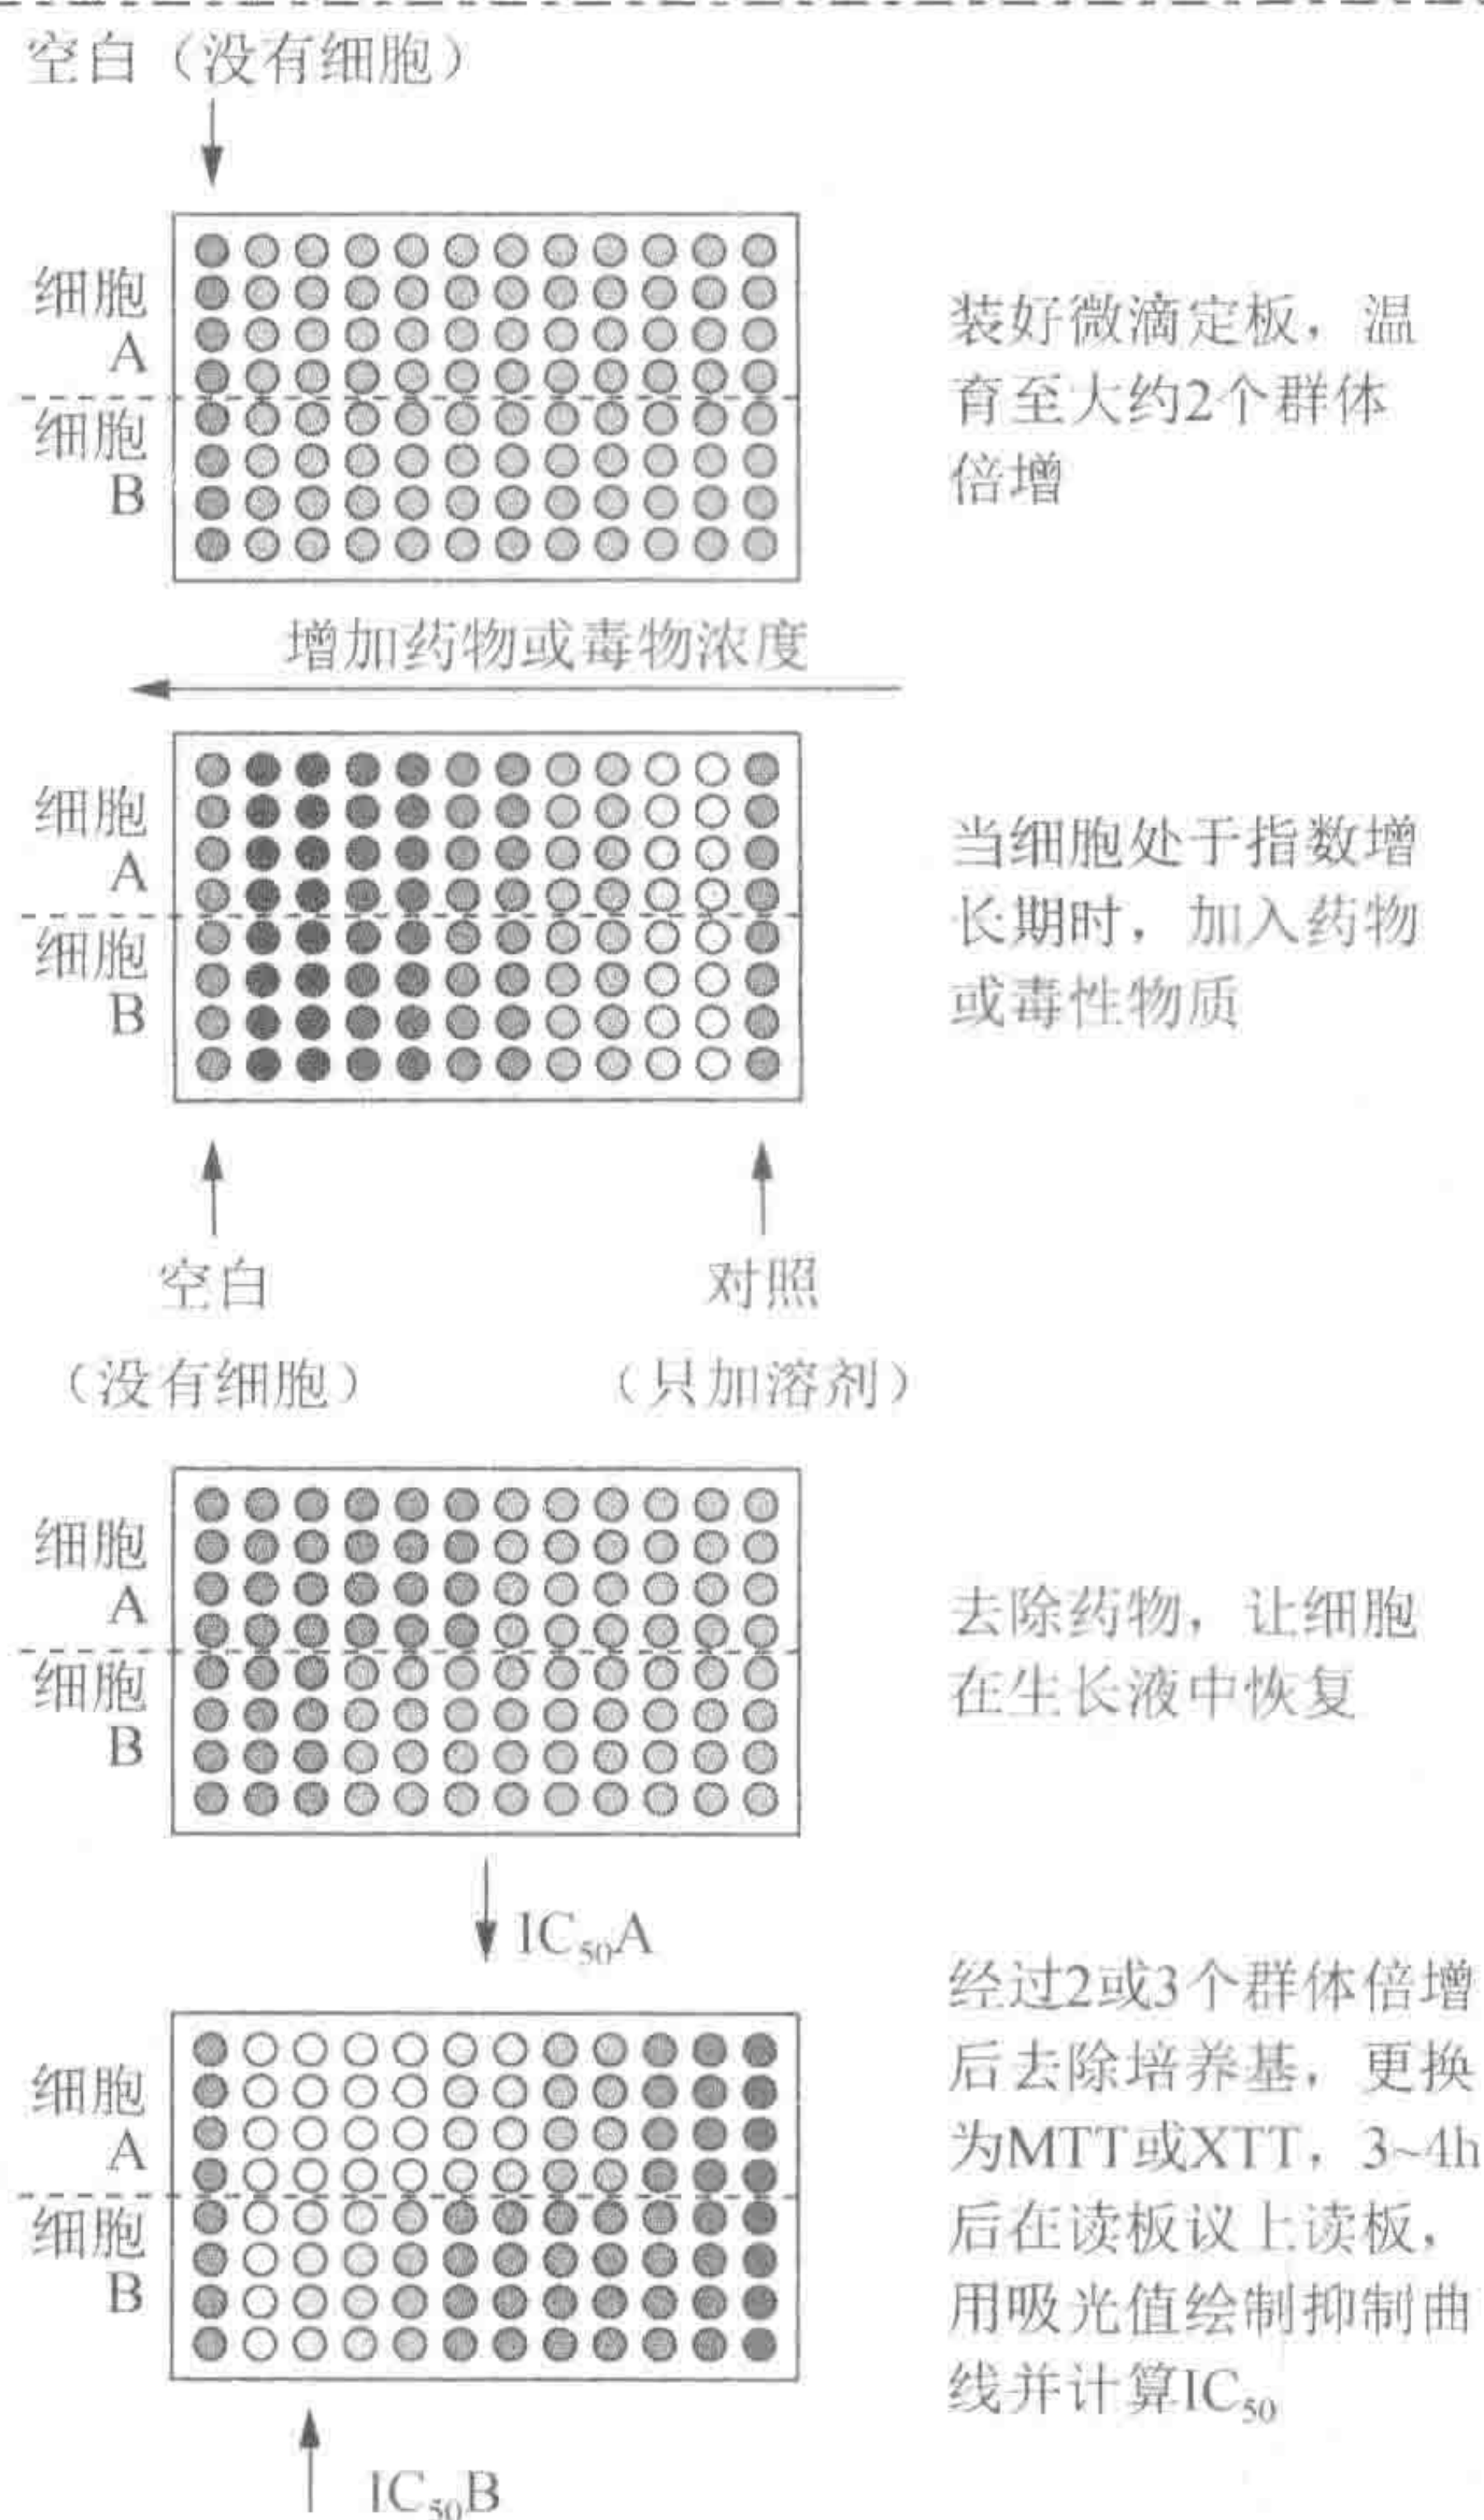 空白（没有细胞）
细胞
A
细胞
B
装好微滴定板，温
育至大约2个群体
倍增
增加药物或毒物浓度
细胞
A
细胞
B
当细胞处于指数增
长期时，加入药物
或毒性物质
空白
（没有细胞）
对照
（只加溶剂）
细胞
A
细胞
B
去除药物，让细胞
在生长液中恢复
IC₅₀A
细胞
A
细胞
B
经过2或3个群体倍增
后去除培养基，更换
为MTT或XTT，3~4h
后在读板议上读板，
用吸光值绘制抑制曲
线并计算IC₅₀
IC₅₀B